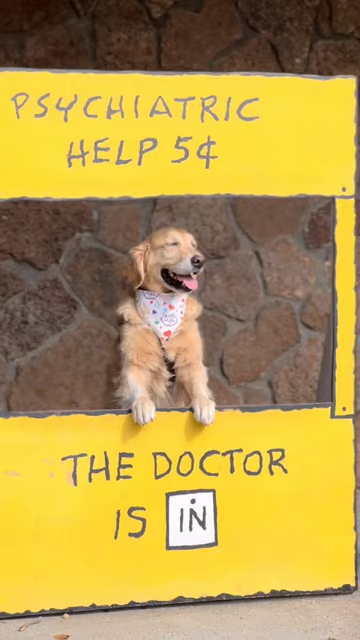 PSYCHIATRIC
HELP 5¢
THE DOCTOR
IS IN